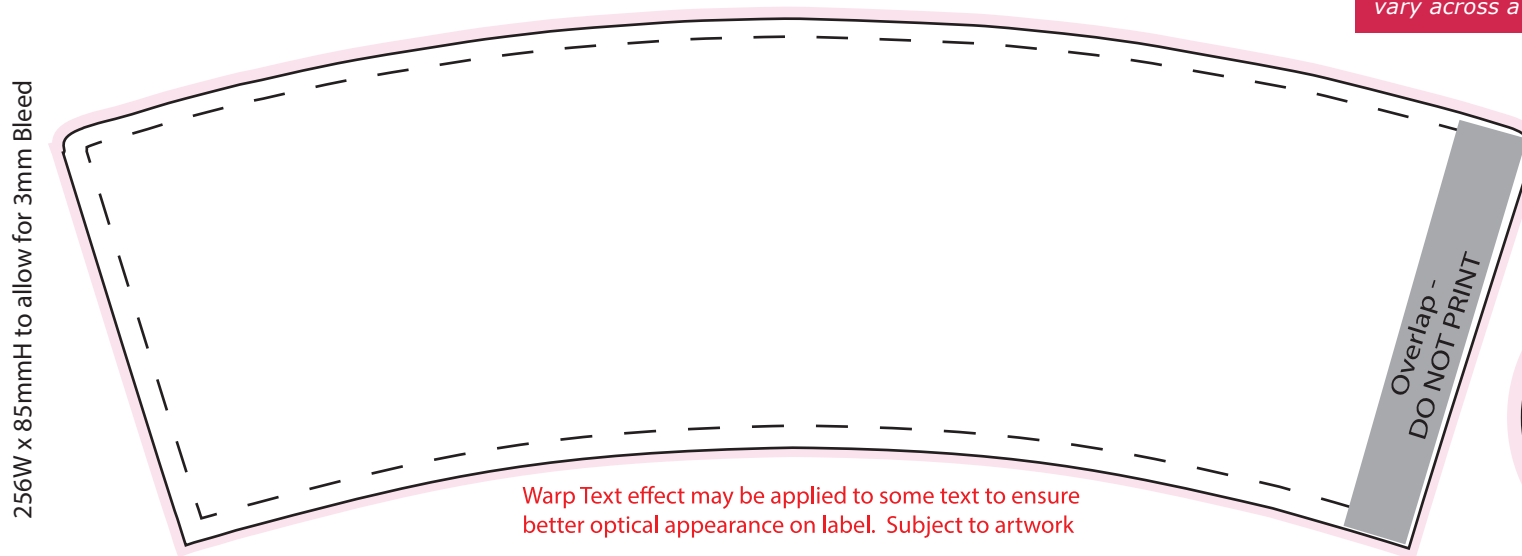 vary across a
256W x 85mmH to allow for 3mm Bleed
Overlap -
DO NOT PRINT
Warp Text effect may be applied to some text to ensure
better optical appearance on label.  Subject to artwork